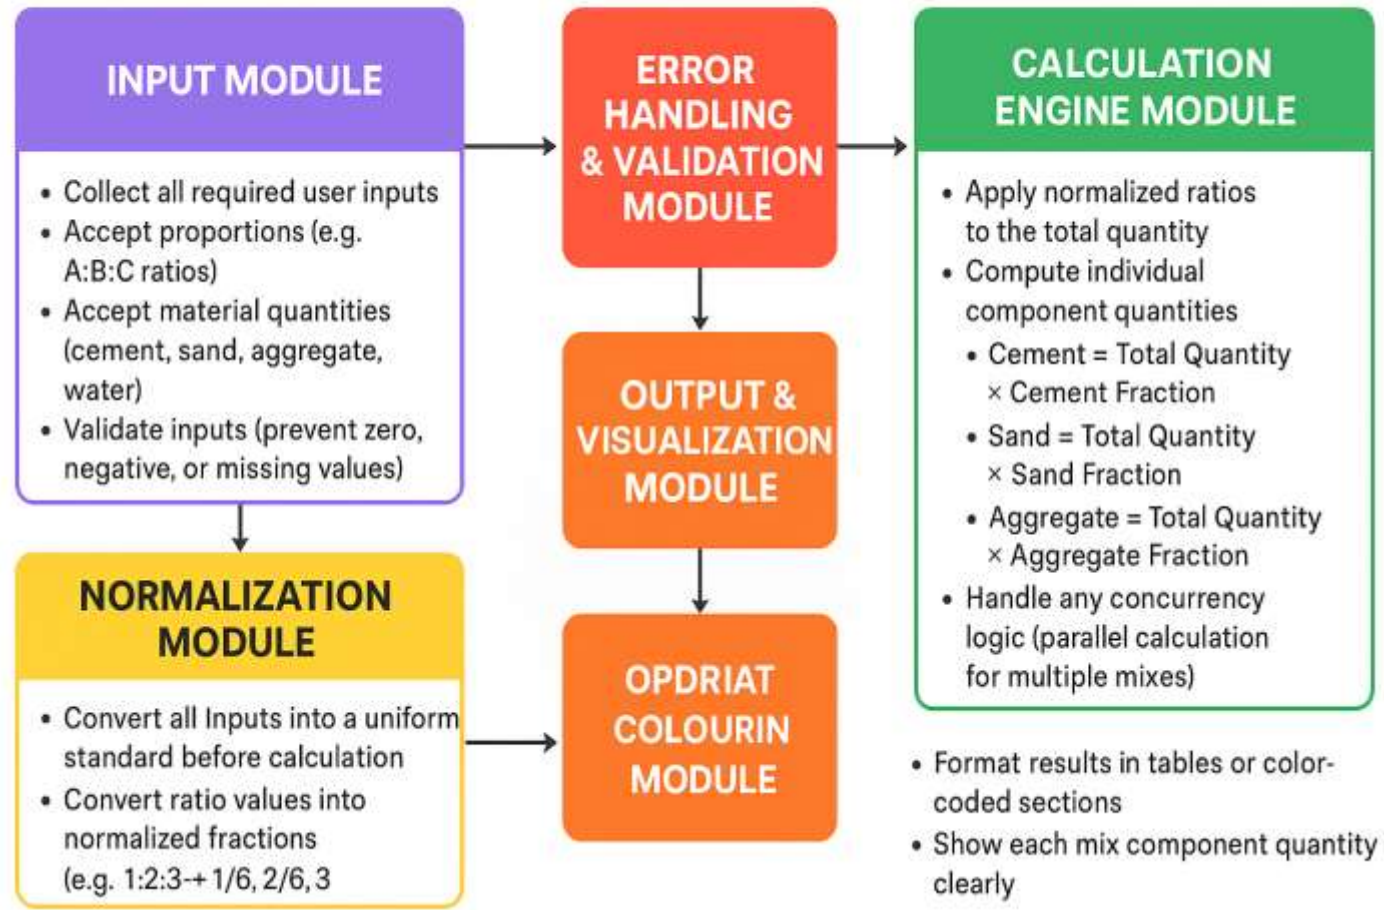 INPUT MODULE
• Collect all required user inputs
• Accept proportions (e.g.
A:B:C ratios)
• Accept material quantities
(cement, sand, aggregate,
water)
• Validate inputs (prevent zero,
negative, or missing values)
NORMALIZATION
MODULE
• Convert all Inputs into a uniform
standard before calculation
• Convert ratio values into
normalized fractions
(e.g. 1:2:3-+ 1/6, 2/6, 3
ERROR
HANDLING
& VALIDATION
MODULE
OUTPUT &
VISUALIZATION
MODULE
OPDRIAT
COLOURIN
MODULE
CALCULATION
ENGINE MODULE
• Apply normalized ratios
to the total quantity
• Compute individual
component quantities
• Cement = Total Quantity
× Cement Fraction
• Sand = Total Quantity
× Sand Fraction
• Aggregate = Total Quantity
× Aggregate Fraction
• Handle any concurrency
logic (parallel calculation
for multiple mixes)
• Format results in tables or color-
coded sections
• Show each mix component quantity
clearly